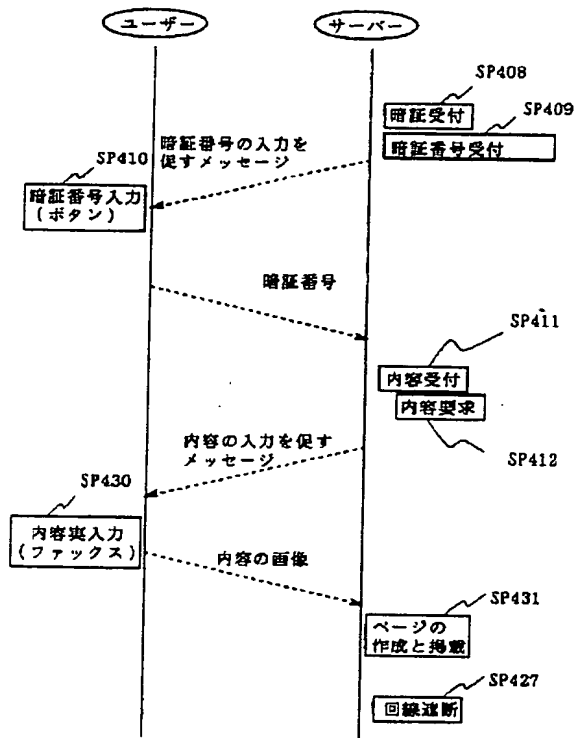 ユーザー
サーバー
SP408
暗証受付
SP409
暗証番号受付
暗証番号の入力を
促すメッセージ
SP410
暗証番号入力
(ボタン)
暗証番号
SP411
内容受付
内容要求
SP412
内容の入力を促す
メッセージ
SP430
内容実入力
(ファックス)
内容の画像
SP431
ページの
作成と掲載
SP427
回線遮断